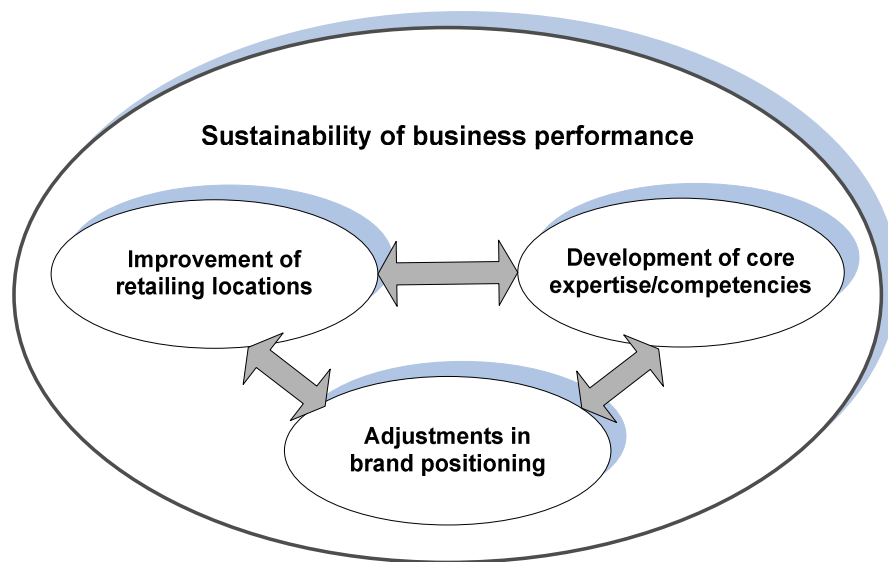 Sustainability of business performance
Improvement of
retailing locations
Development of core
expertise/competencies
Adjustments in
brand positioning